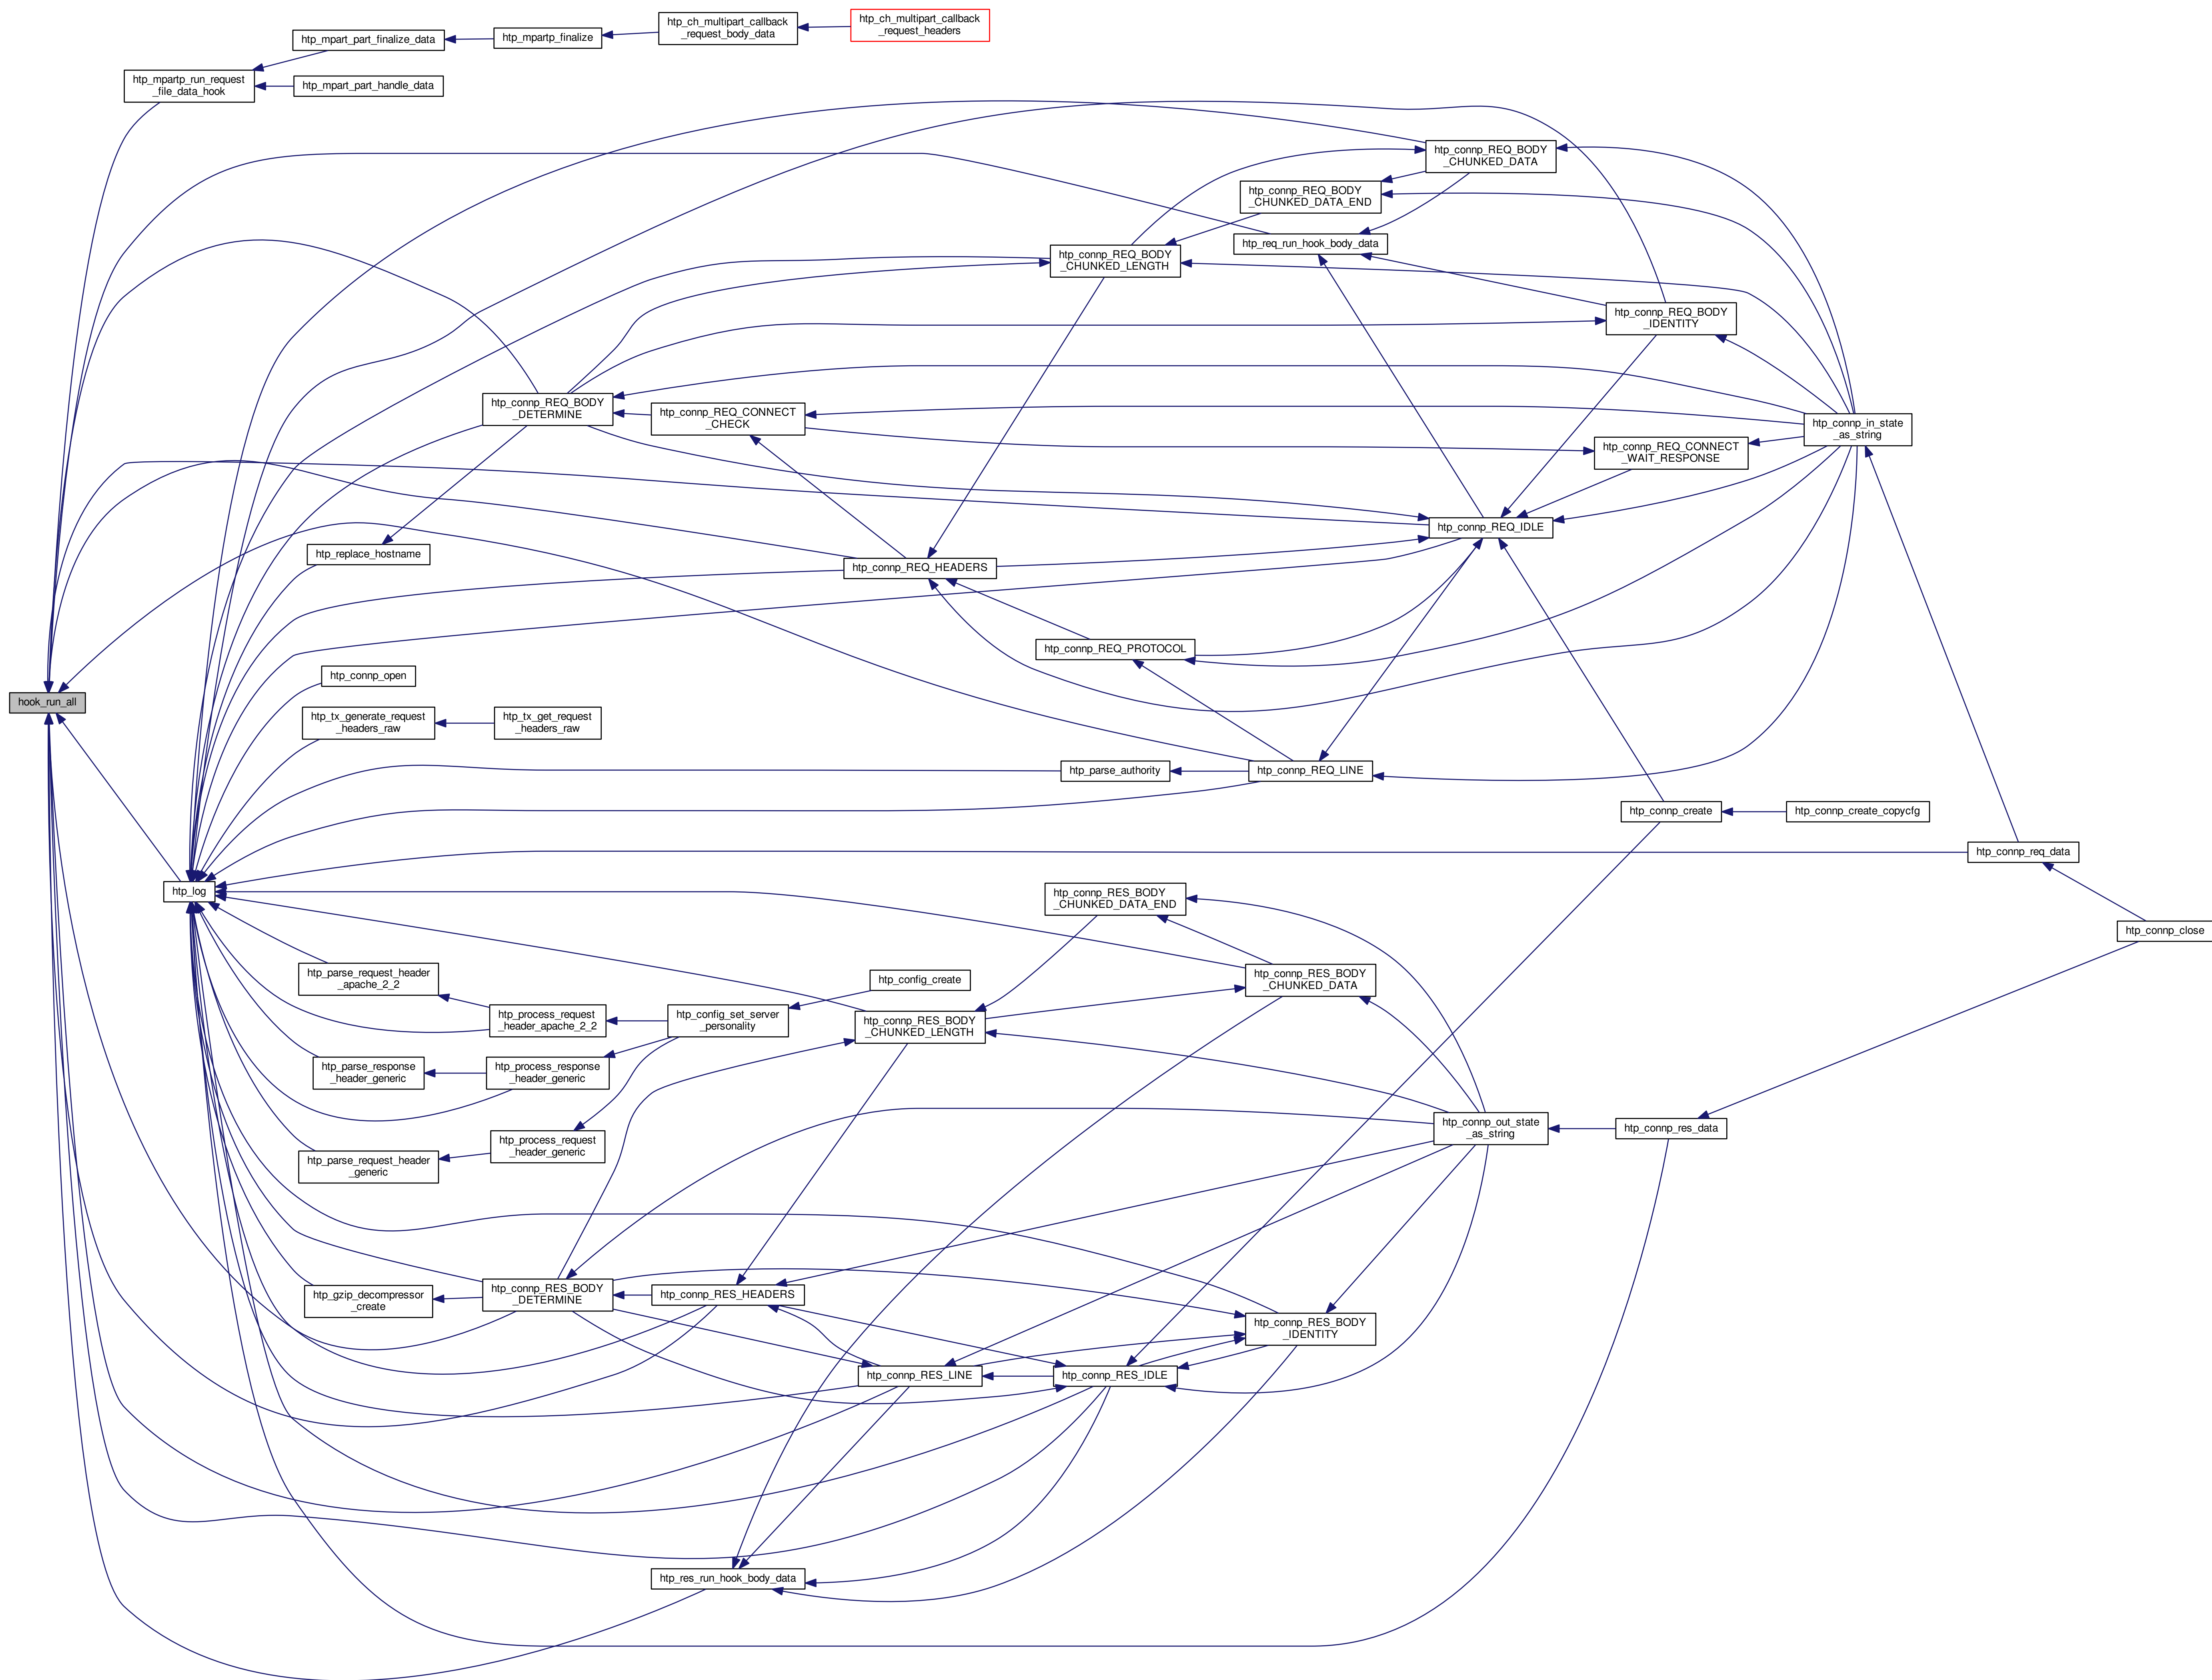 htp_ch_multipart_callback
_request_headers
htp_ch_multipart_callback
_request_body_data
htp_mpartp_finalize
htp_mpart_part_finalize_data
htp_mpartp_run_request
_file_data_hook
htp_mpart_part_handle_data
htp_connp_REQ_BODY
_CHUNKED_DATA
htp_connp_REQ_BODY
_CHUNKED_DATA_END
htp_req_run_hook_body_data
htp_connp_REQ_BODY
_CHUNKED_LENGTH
htp_connp_REQ_BODY
_IDENTITY
htp_connp_REQ_BODY
_DETERMINE
htp_connp_REQ_CONNECT
_CHECK
htp_connp_in_state
_as_string
htp_connp_REQ_CONNECT
_WAIT_RESPONSE
htp_connp_REQ_IDLE
htp_replace_hostname
htp_connp_REQ_HEADERS
htp_connp_REQ_PROTOCOL
htp_connp_open
hook_run_all
htp_tx_generate_request
_headers_raw
htp_tx_get_request
_headers_raw
htp_parse_authority
htp_connp_REQ_LINE
htp_connp_create
htp_connp_create_copycfg
htp_connp_req_data
htp_log
htp_connp_RES_BODY
_CHUNKED_DATA_END
htp_connp_close
htp_parse_request_header
_apache_2_2
htp_config_create
htp_connp_RES_BODY
_CHUNKED_DATA
htp_process_request
_header_apache_2_2
htp_config_set_server
_personality
htp_connp_RES_BODY
_CHUNKED_LENGTH
htp_parse_response
_header_generic
htp_process_response
_header_generic
htp_connp_out_state
_as_string
htp_connp_res_data
htp_process_request
_header_generic
htp_parse_request_header
_generic
htp_connp_RES_BODY
_DETERMINE
htp_connp_RES_HEADERS
htp_gzip_decompressor
_create
htp_connp_RES_BODY
_IDENTITY
htp_connp_RES_LINE
htp_connp_RES_IDLE
htp_res_run_hook_body_data